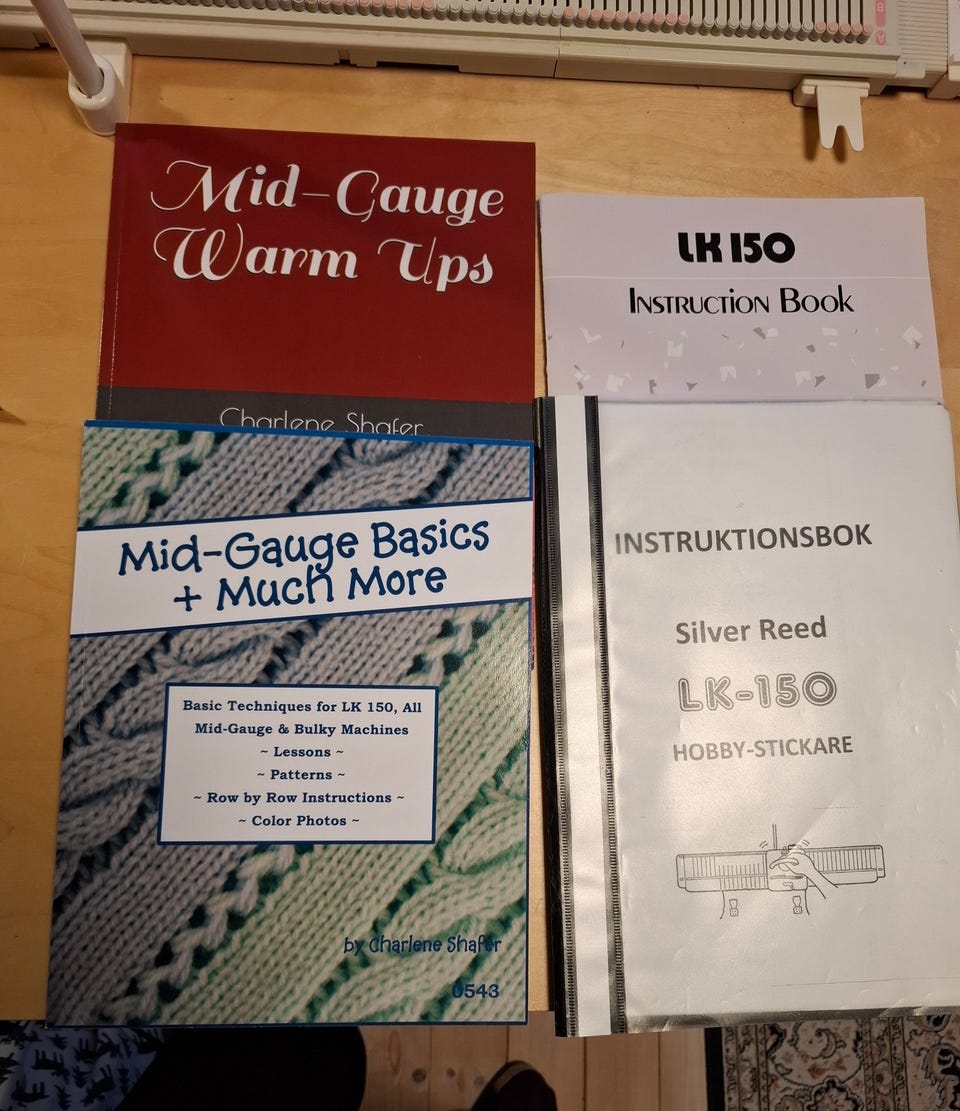 B
A
Mid-Gauge
Warm Ups
Charlene Shafer
LK 150
Instruction Book
Mid-Gauge Basics
+ Much More
Basic Techniques for LK 150, All
Mid-Gauge & Bulky Machines
~ Lessons ~
~ Patterns ~
~ Row by Row Instructions ~
~ Color Photos ~
by Charlene Shafer
0543
INSTRUKTIONSBOK
Silver Reed
LK-150
HOBBY-STICKARE